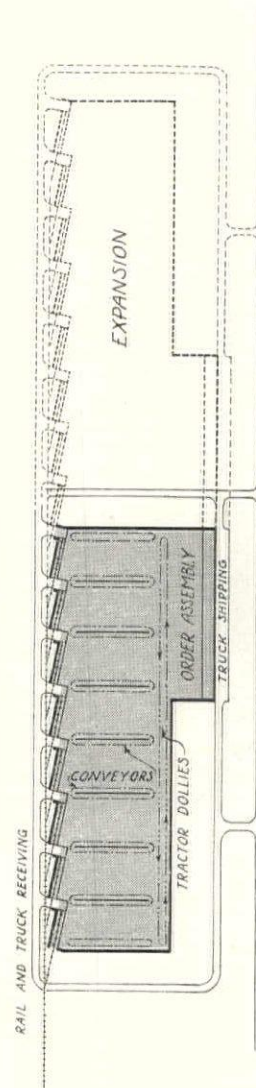 EXPANSION
ORDER ASSEMBLY
TRUCK SHIPPING
CONVEYORS
TRACTOR DOLLIES
RAIL AND TRUCK RECEIVING